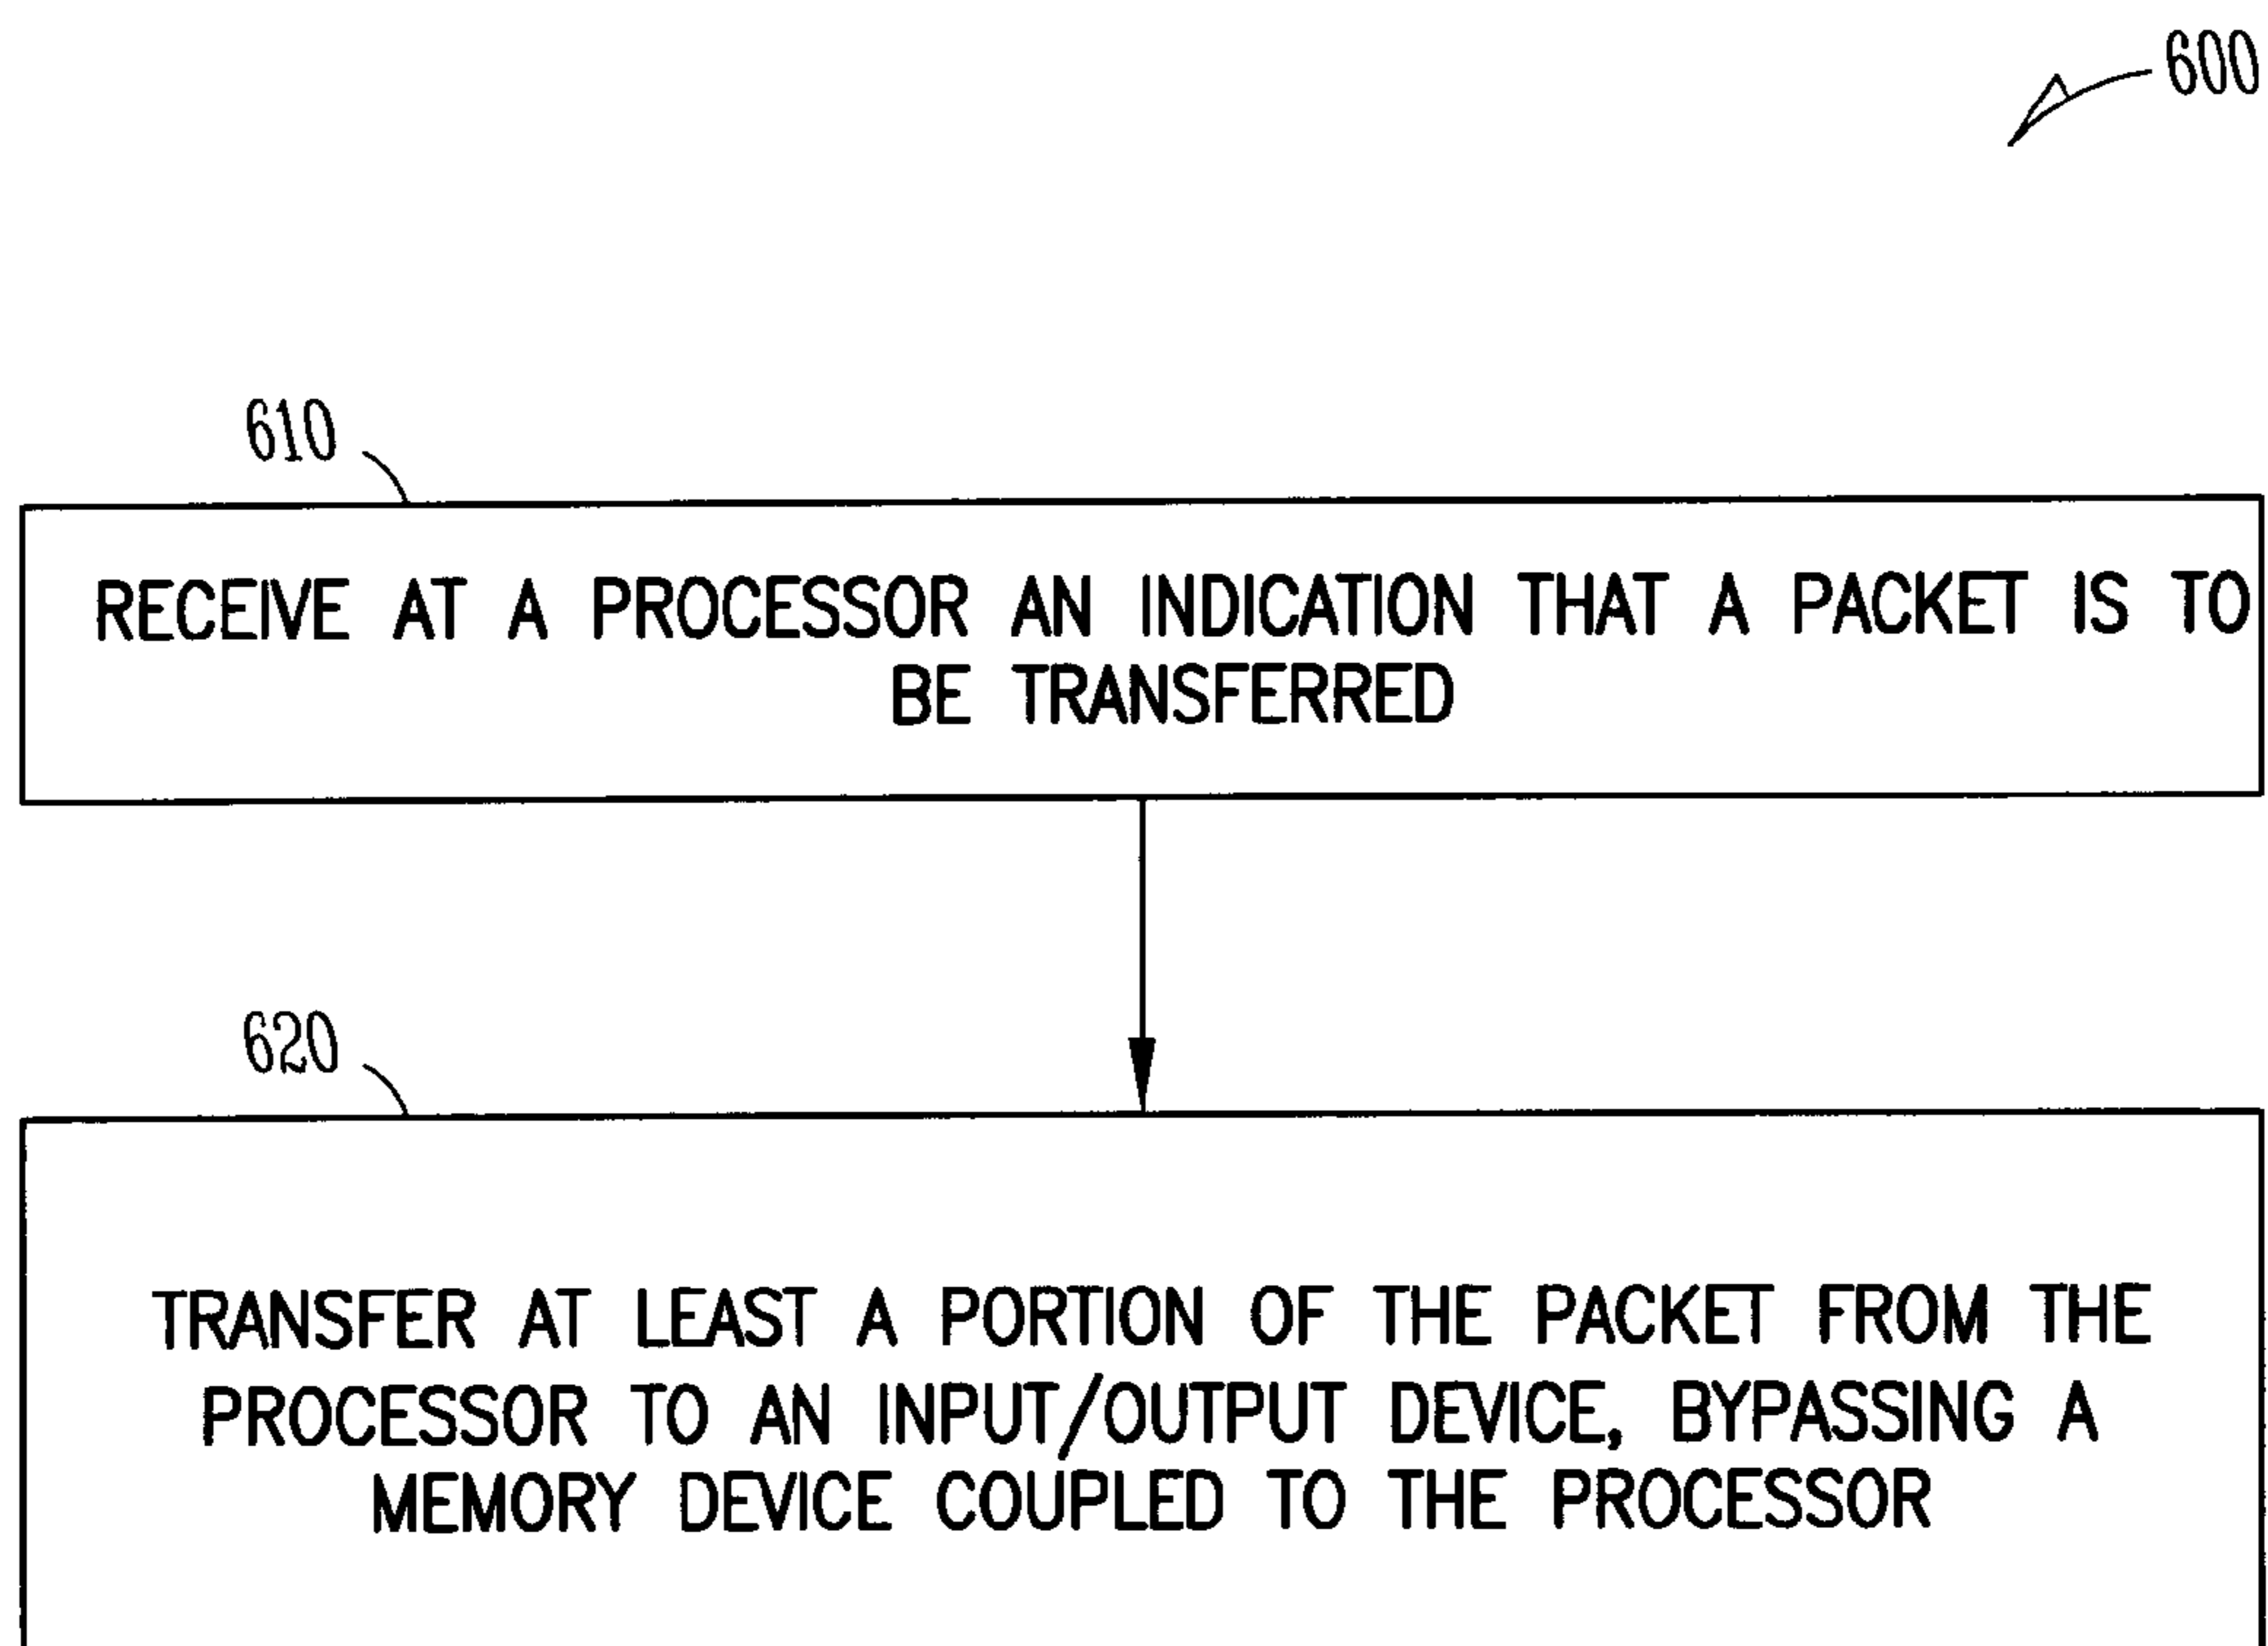 600
610
RECEIVE AT A PROCESSOR AN INDICATION THAT A PACKET IS TO
BE TRANSFERRED
620
TRANSFER AT LEAST A PORTION OF THE PACKET FROM THE
PROCESSOR TO AN INPUT/OUTPUT DEVICE, BYPASSING A
MEMORY DEVICE COUPLED TO THE PROCESSOR